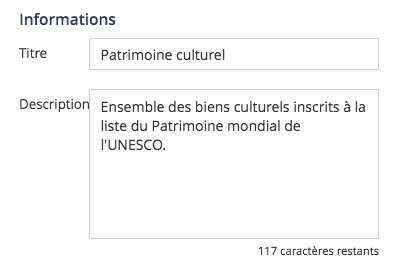 Informations
Titre
Patrimoine culturel
Description
Ensemble des biens culturels inscrits à la
liste du Patrimoine mondial de
l'UNESCO.
117 caractères restants